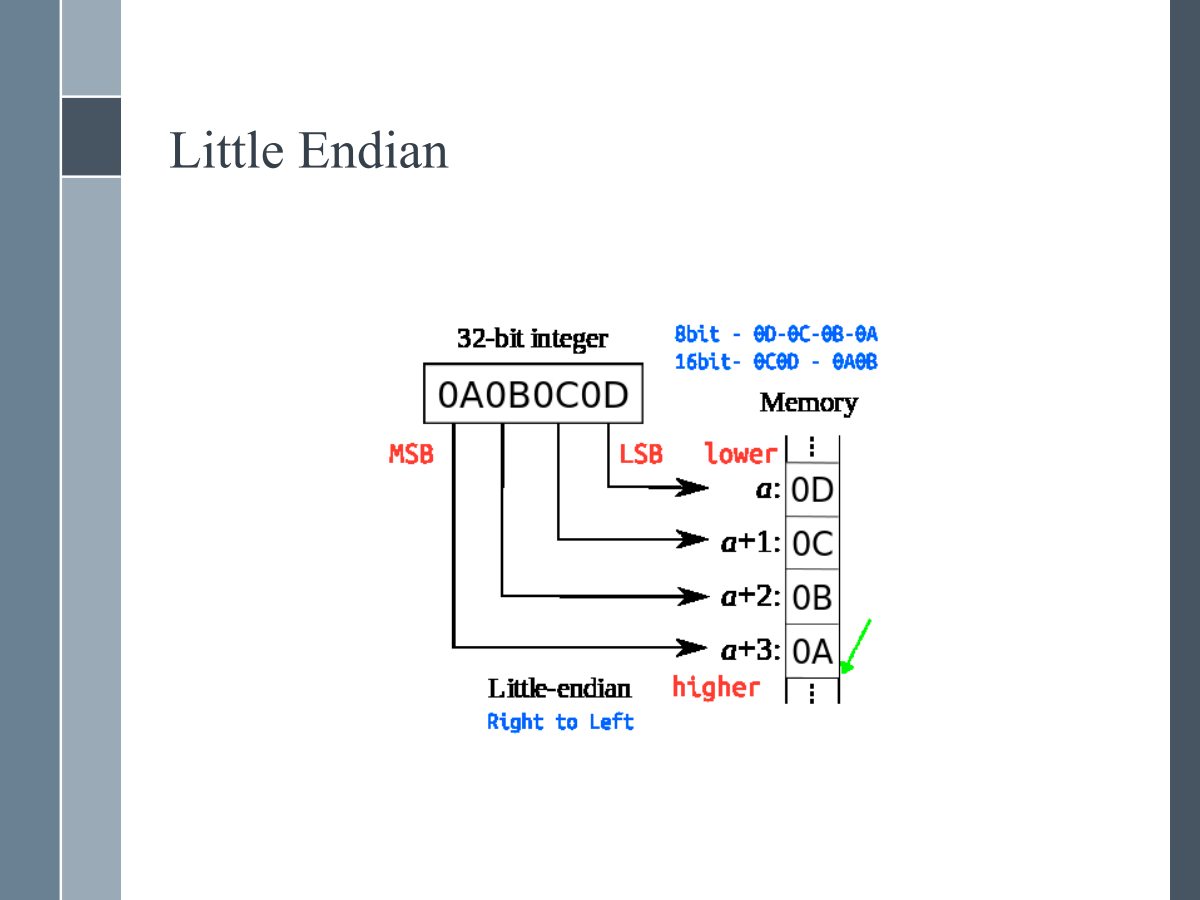 Little Endian
32-bit integer
8bit - 0D-0C-0B-0A
16bit- 0C0D - 0A0B
0A0B0C0D
Memory
MSB
LSB
lower
a: 0D
a+1: 0C
a+2: 0B
a+3: 0A
Little-endian
higher
Right to Left